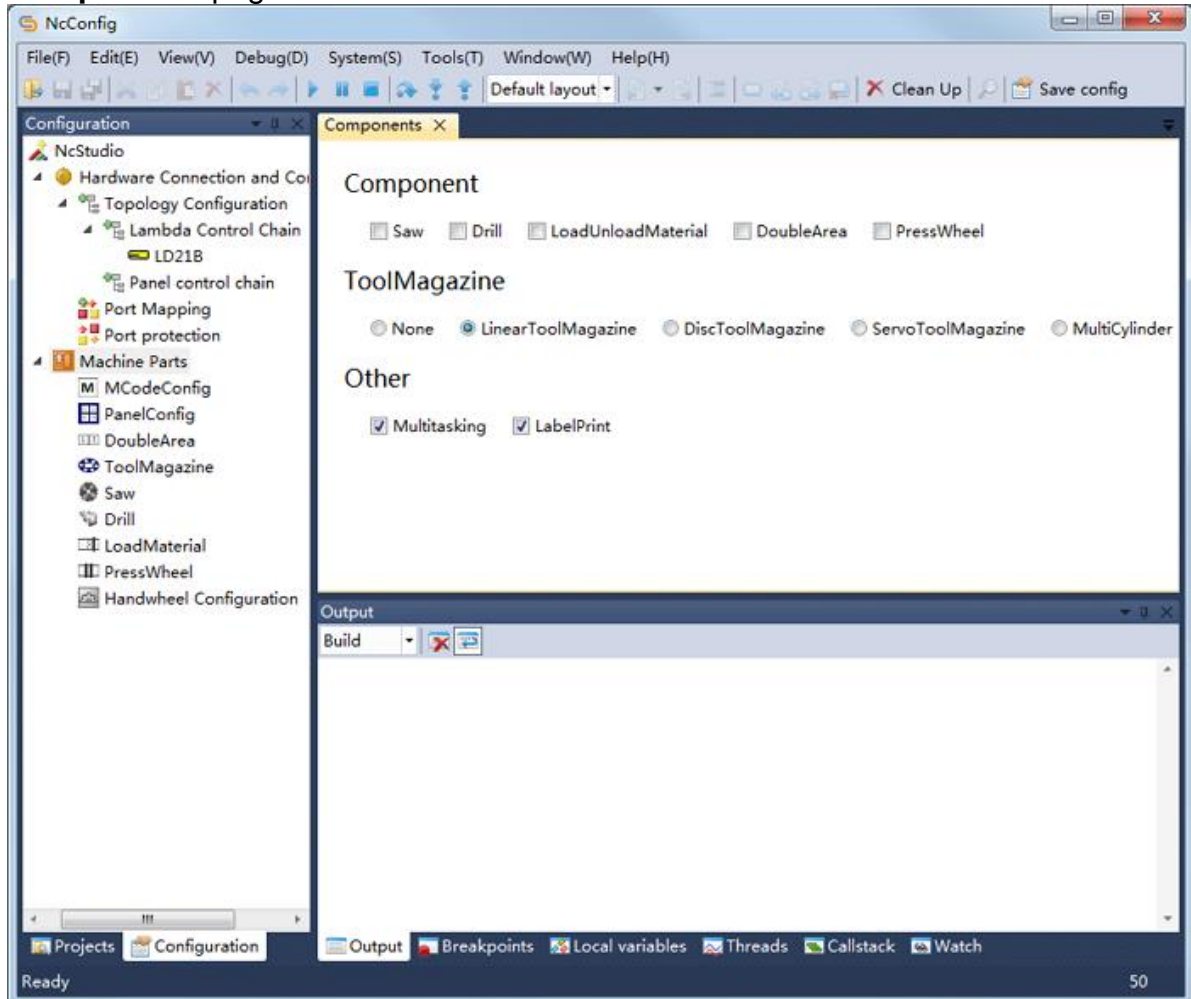 NcConfig
File(F) Edit(E) View(V) Debug(D) System(S) Tools(T) Window(W) Help(H)
Default layout Clean Up Save config
Configuration
NcStudio
Hardware Connection and Co
Topology Configuration
Lambda Control Chain
LD21B
Panel control chain
Port Mapping
Port protection
Machine Parts
M MCodeConfig
PanelConfig
DoubleArea
ToolMagazine
Saw
Drill
LoadMaterial
PressWheel
Handwheel Configuration
Projects Configuration
Components
Component
Saw Drill LoadUnloadMaterial DoubleArea PressWheel
ToolMagazine
None LinearToolMagazine DiscToolMagazine ServoToolMagazine MultiCylinder
Other
Multitasking LabelPrint
Output
Build
Output Breakpoints Local variables Threads Callstack Watch
Ready 50